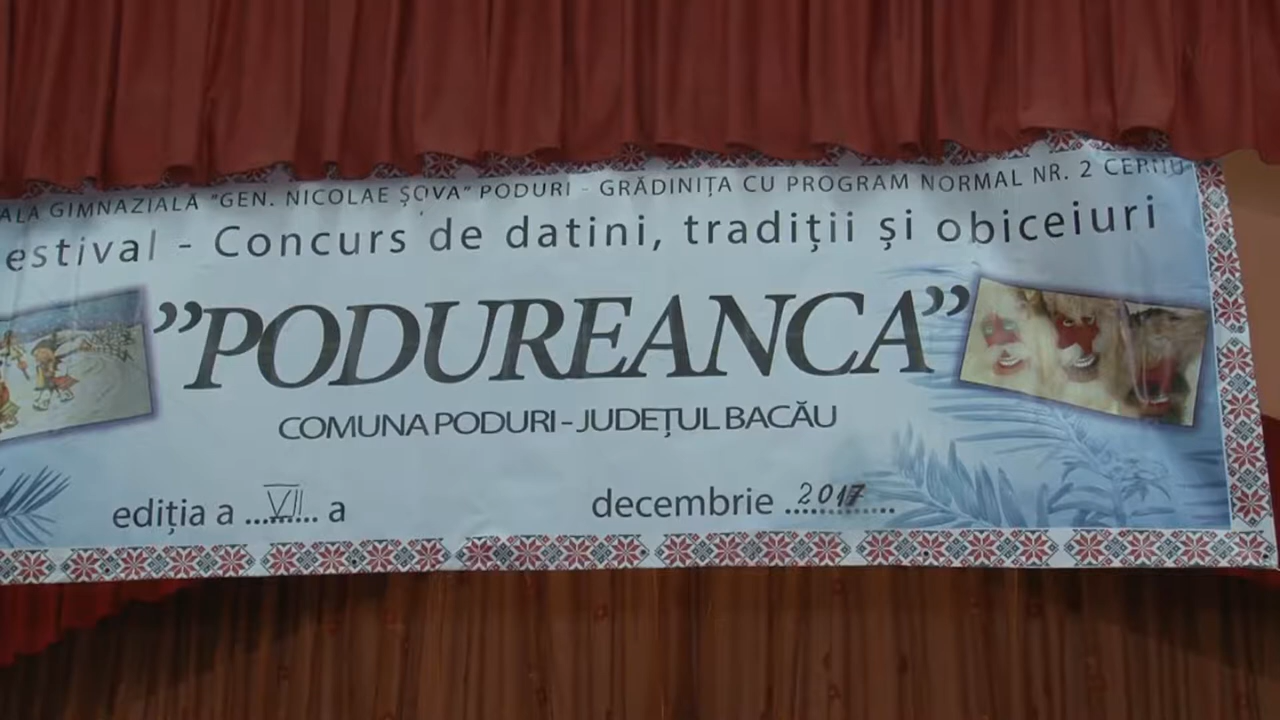 ALA GIMNAZIALĂ "GEN. NICOLAE ȘOVA" PODURI - GRĂDINIȚA CU PROGRAM NORMAL NR. 2 CERNU
estival - Concurs de datini, tradiții și obiceiuri
”PODUREANCA”
COMUNA PODURI - JUDEȚUL BACĂU
ediția a ..VII.. a
decembrie ..2017..